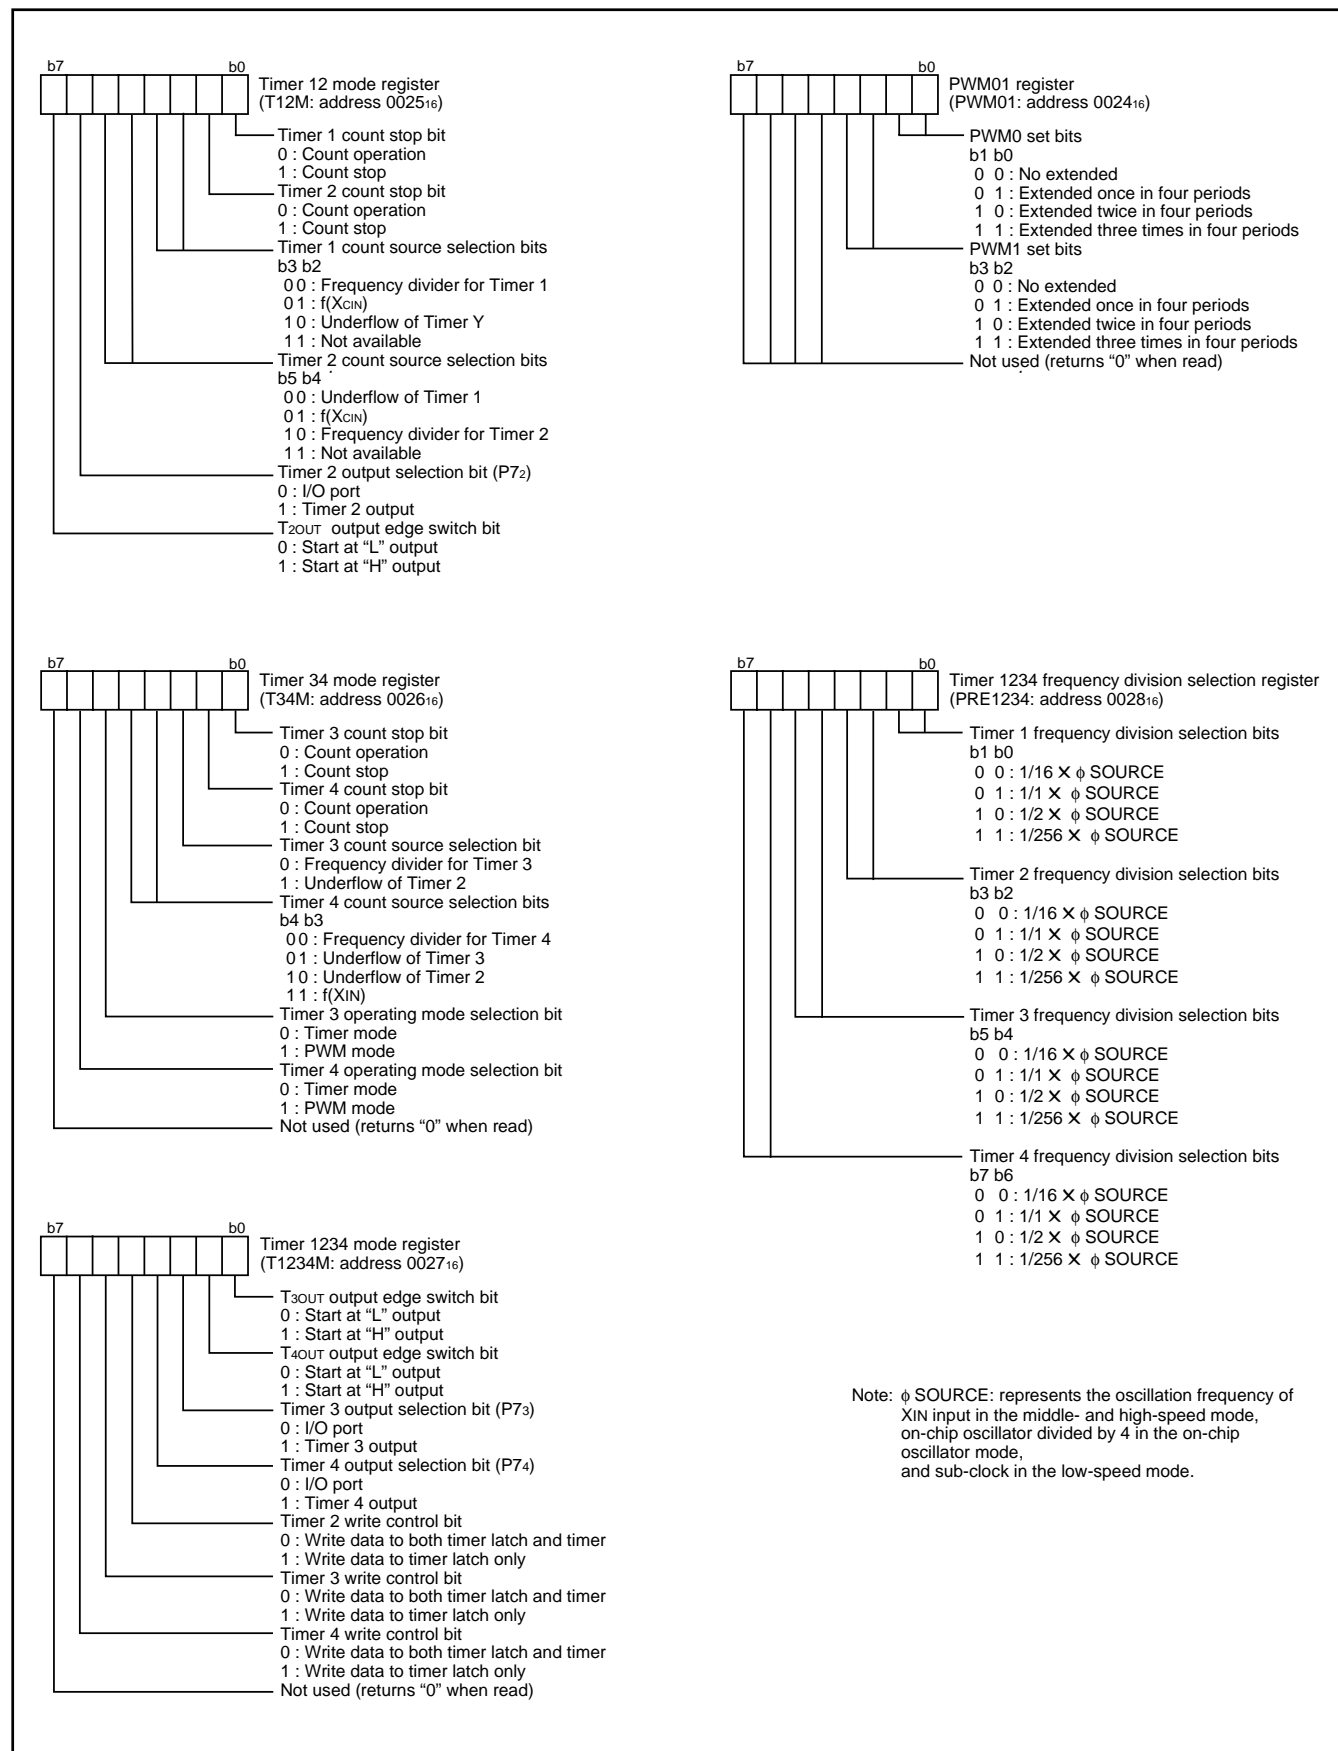 b7 b0
Timer 12 mode register
(T12M: address 002516)
Timer 1 count stop bit
0 : Count operation
1 : Count stop
Timer 2 count stop bit
0 : Count operation
1 : Count stop
Timer 1 count source selection bits
b3 b2
0 0 : Frequency divider for Timer 1
0 1 : f(XCIN)
1 0 : Underflow of Timer Y
1 1 : Not available
Timer 2 count source selection bits
b5 b4
0 0 : Underflow of Timer 1
0 1 : f(XCIN)
1 0 : Frequency divider for Timer 2
1 1 : Not available
Timer 2 output selection bit (P72)
0 : I/O port
1 : Timer 2 output
T2OUT output edge switch bit
0 : Start at “L” output
1 : Start at “H” output
b7 b0
PWM01 register
(PWM01: address 002416)
PWM0 set bits
b1 b0
0 0 : No extended
0 1 : Extended once in four periods
1 0 : Extended twice in four periods
1 1 : Extended three times in four periods
PWM1 set bits
b3 b2
0 0 : No extended
0 1 : Extended once in four periods
1 0 : Extended twice in four periods
1 1 : Extended three times in four periods
Not used (returns “0” when read)
b7 b0
Timer 34 mode register
(T34M: address 002616)
Timer 3 count stop bit
0 : Count operation
1 : Count stop
Timer 4 count stop bit
0 : Count operation
1 : Count stop
Timer 3 count source selection bit
0 : Frequency divider for Timer 3
1 : Underflow of Timer 2
Timer 4 count source selection bits
b4 b3
0 0 : Frequency divider for Timer 4
0 1 : Underflow of Timer 3
1 0 : Underflow of Timer 2
1 1 : f(XIN)
Timer 3 operating mode selection bit
0 : Timer mode
1 : PWM mode
Timer 4 operating mode selection bit
0 : Timer mode
1 : PWM mode
Not used (returns “0” when read)
b7 b0
Timer 1234 frequency division selection register
(PRE1234: address 002816)
Timer 1 frequency division selection bits
b1 b0
0 0 : 1/16 × ϕ SOURCE
0 1 : 1/1 × ϕ SOURCE
1 0 : 1/2 × ϕ SOURCE
1 1 : 1/256 × ϕ SOURCE
Timer 2 frequency division selection bits
b3 b2
0 0 : 1/16 × ϕ SOURCE
0 1 : 1/1 × ϕ SOURCE
1 0 : 1/2 × ϕ SOURCE
1 1 : 1/256 × ϕ SOURCE
Timer 3 frequency division selection bits
b5 b4
0 0 : 1/16 × ϕ SOURCE
0 1 : 1/1 × ϕ SOURCE
1 0 : 1/2 × ϕ SOURCE
1 1 : 1/256 × ϕ SOURCE
Timer 4 frequency division selection bits
b7 b6
0 0 : 1/16 × ϕ SOURCE
0 1 : 1/1 × ϕ SOURCE
1 0 : 1/2 × ϕ SOURCE
1 1 : 1/256 × ϕ SOURCE
b7 b0
Timer 1234 mode register
(T1234M: address 002716)
T3OUT output edge switch bit
0 : Start at “L” output
1 : Start at “H” output
T4OUT output edge switch bit
0 : Start at “L” output
1 : Start at “H” output
Timer 3 output selection bit (P73)
0 : I/O port
1 : Timer 3 output
Timer 4 output selection bit (P74)
0 : I/O port
1 : Timer 4 output
Timer 2 write control bit
0 : Write data to both timer latch and timer
1 : Write data to timer latch only
Timer 3 write control bit
0 : Write data to both timer latch and timer
1 : Write data to timer latch only
Timer 4 write control bit
0 : Write data to both timer latch and timer
1 : Write data to timer latch only
Not used (returns “0” when read)
Note: ϕ SOURCE: represents the oscillation frequency of
XIN input in the middle- and high-speed mode,
on-chip oscillator divided by 4 in the on-chip
oscillator mode,
and sub-clock in the low-speed mode.